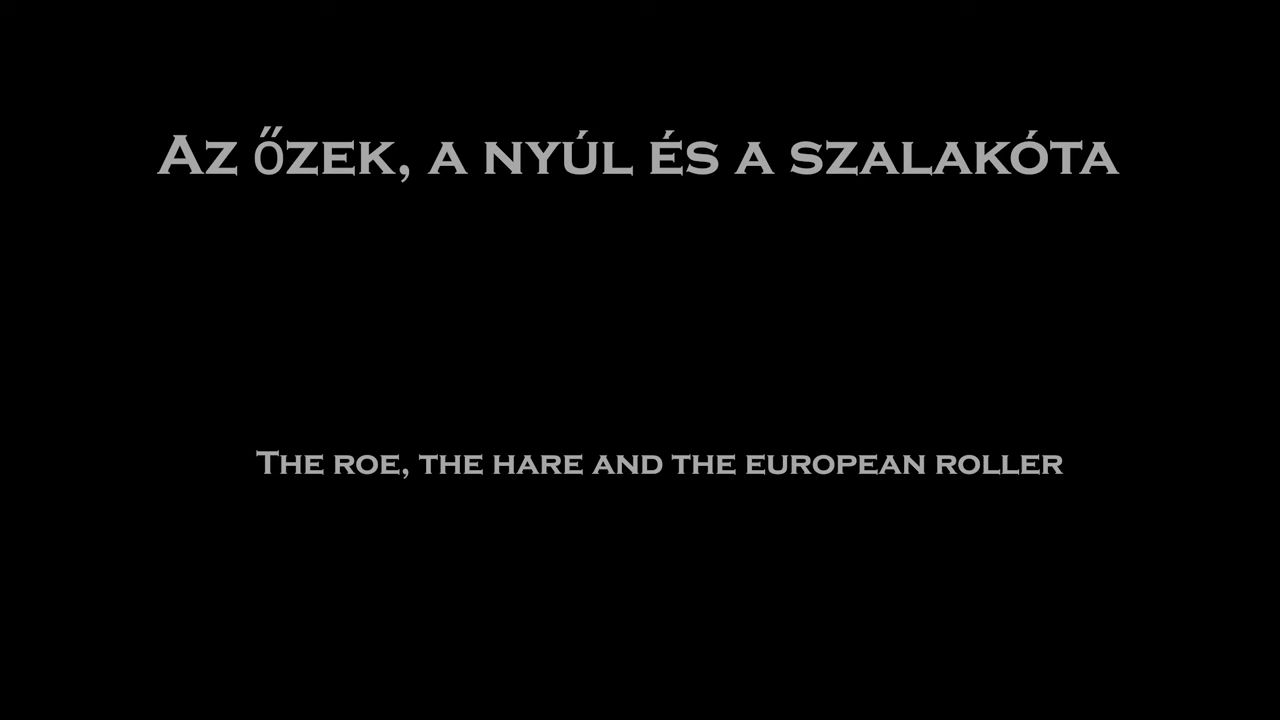 Az őzek, a nyúl és a szalakóta
The roe, the hare and the european roller